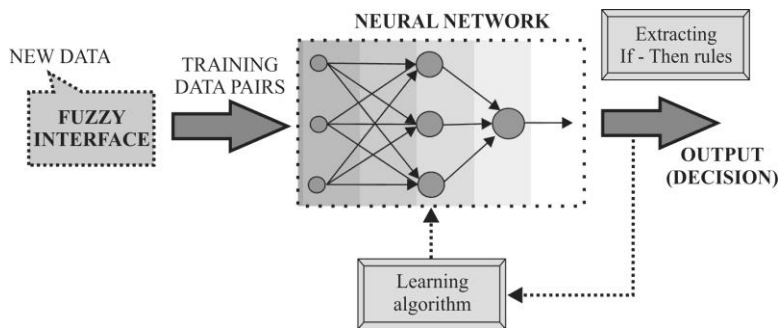 NEURAL NETWORK
Extracting
If - Then rules
NEW DATA
TRAINING
DATA PAIRS
FUZZY
INTERFACE
OUTPUT
(DECISION)
Learning
algorithm